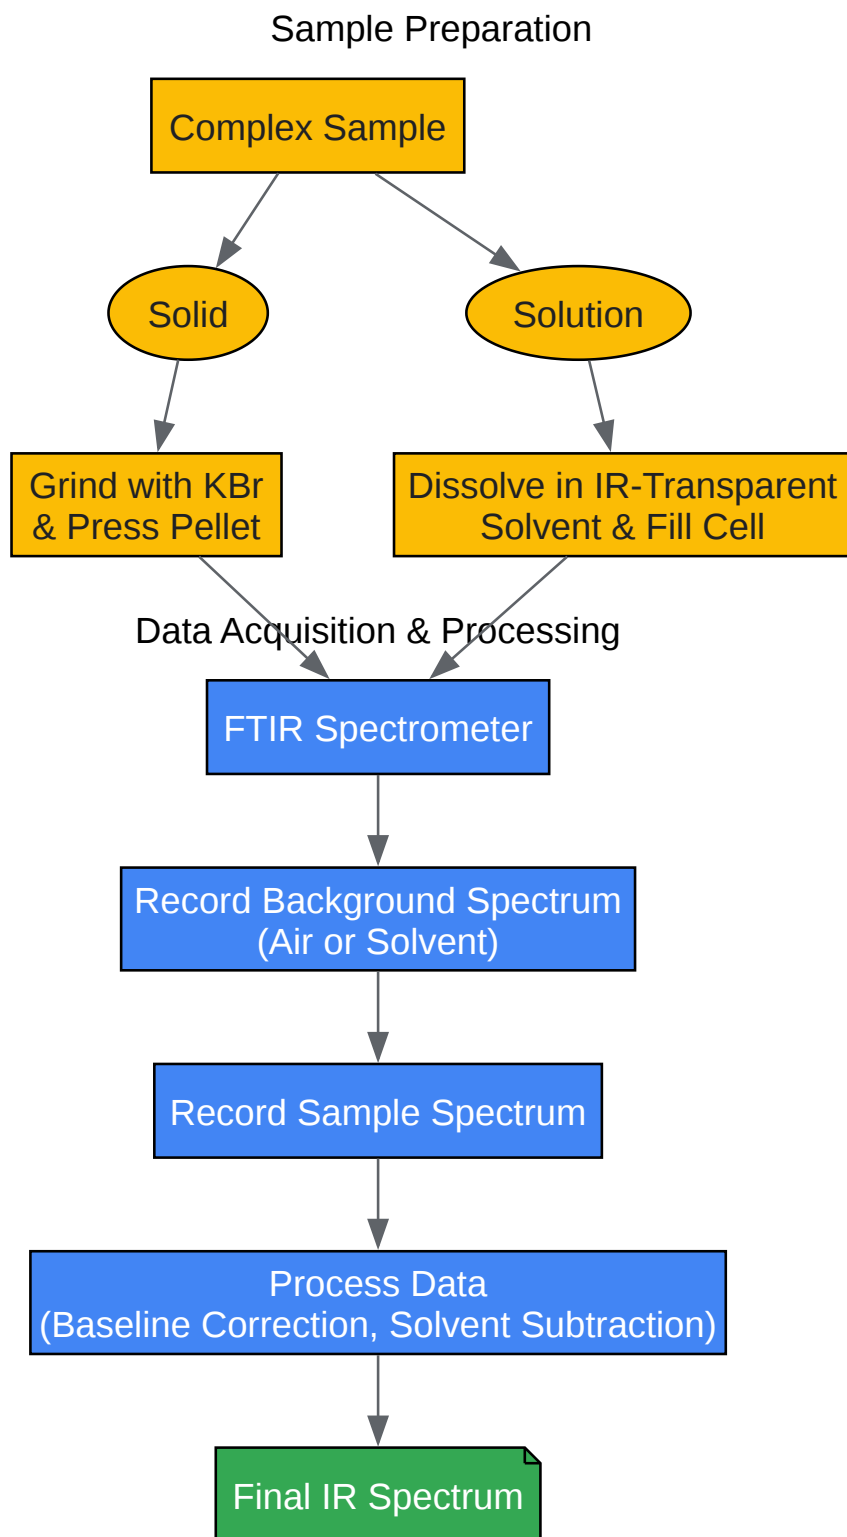 Sample Preparation
Complex Sample
Solid
Solution
Grind with KBr
& Press Pellet
Dissolve in IR-Transparent
Solvent & Fill Cell
Data Acquisition & Processing
FTIR Spectrometer
Record Background Spectrum
(Air or Solvent)
Record Sample Spectrum
Process Data
(Baseline Correction, Solvent Subtraction)
Final IR Spectrum